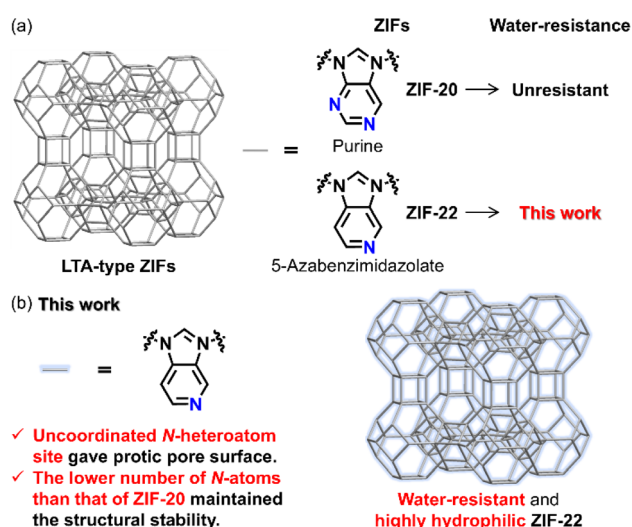 (a)
ZIFs Water-resistance
N N
N
N
ZIF-20 → Unresistant
Purine
=
N N
N
ZIF-22 → This work
LTA-type ZIFs
5-Azabenzimidazolate
(b) This work
=
N N
N
✓ Uncoordinated N-heteroatom
site gave protic pore surface.
✓ The lower number of N-atoms
than that of ZIF-20 maintained
the structural stability.
Water-resistant and
highly hydrophilic ZIF-22